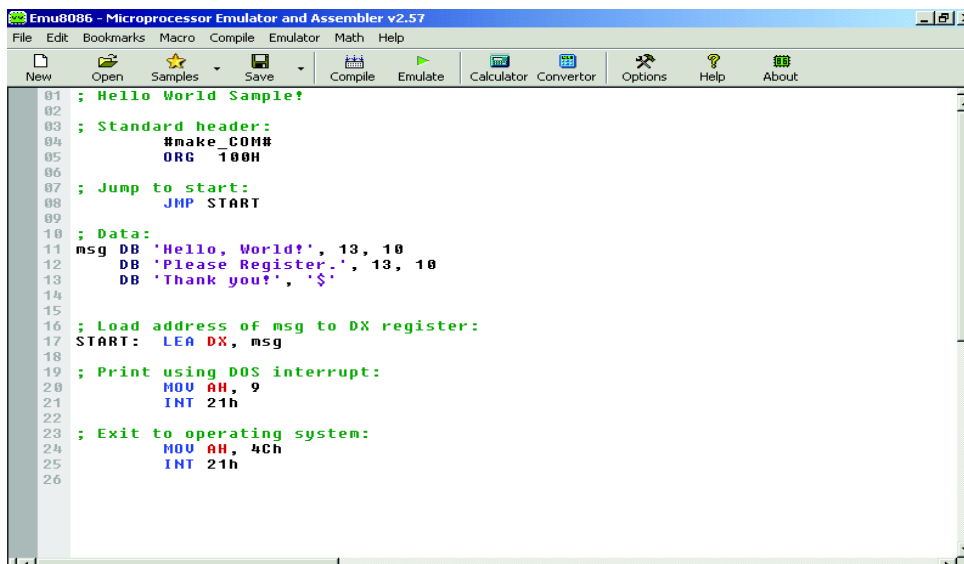 Emu8086 - Microprocessor Emulator and Assembler v2.57
File Edit Bookmarks Macro Compile Emulator Math Help
New Open Samples Save Compile Emulate Calculator Convertor Options Help About
01 ; Hello World Sample!
02
03 ; Standard header:
04 #make_COM#
05 ORG 100H
06
07 ; Jump to start:
08 JMP START
09
10 ; Data:
11 msg DB 'Hello, World!', 13, 10
12 DB 'Please Register.', 13, 10
13 DB 'Thank you!', '$'
14
15
16 ; Load address of msg to DX register:
17 START: LEA DX, msg
18
19 ; Print using DOS interrupt:
20 MOV AH, 9
21 INT 21h
22
23 ; Exit to operating system:
24 MOV AH, 4Ch
25 INT 21h
26